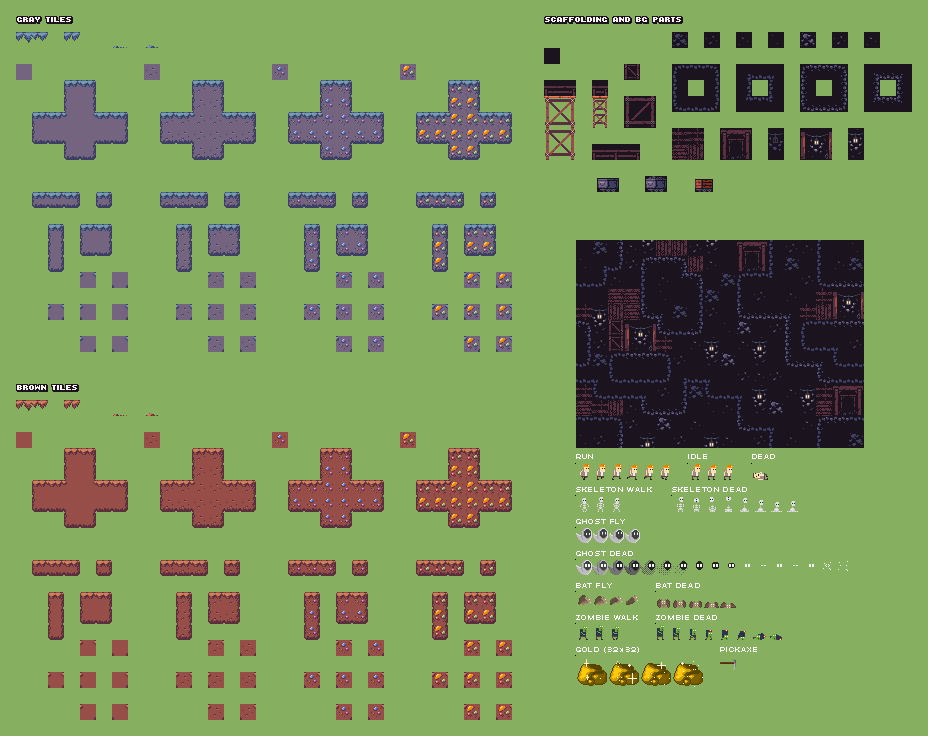 GRAY TILES
SCAFFOLDING AND BG PARTS
BROWN TILES
RUN
IDLE
DEAD
SKELETON WALK
SKELETON DEAD
GHOST FLY
GHOST DEAD
BAT FLY
BAT DEAD
ZOMBIE WALK
ZOMBIE DEAD
GOLD (32x32)
PICKAXE